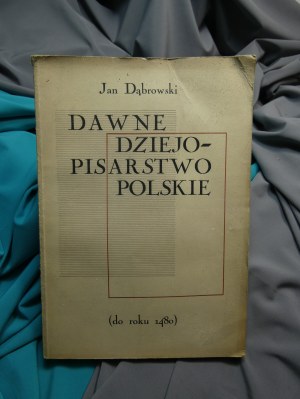 Jan Dąbrowski
DAWNE
DZIEJO-
PISARSTWO
POLSKIE
(do roku 1480)